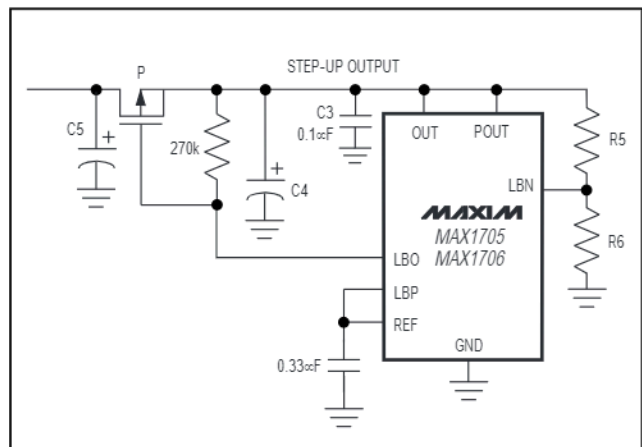 P
STEP-UP OUTPUT
C5
+
270k
+
C4
C3
0.1∝F
OUT
POUT
R5
LBN
MAXIM
MAX1705
MAX1706
R6
LBO
LBP
REF
GND
0.33∝F